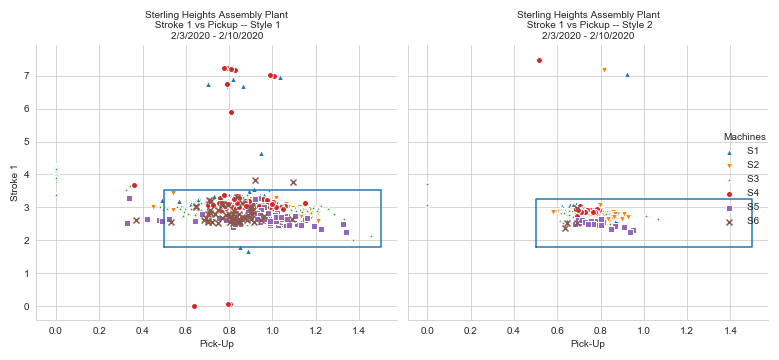 Sterling Heights Assembly Plant
Stroke 1 vs Pickup -- Style 1
2/3/2020 - 2/10/2020
Sterling Heights Assembly Plant
Stroke 1 vs Pickup -- Style 2
2/3/2020 - 2/10/2020
Stroke 1
7
6
5
4
3
2
1
0
0.0 0.2 0.4 0.6 0.8 1.0 1.2 1.4
Pick-Up
0.0 0.2 0.4 0.6 0.8 1.0 1.2 1.4
Pick-Up
Machines
S1
S2
S3
S4
S5
S6